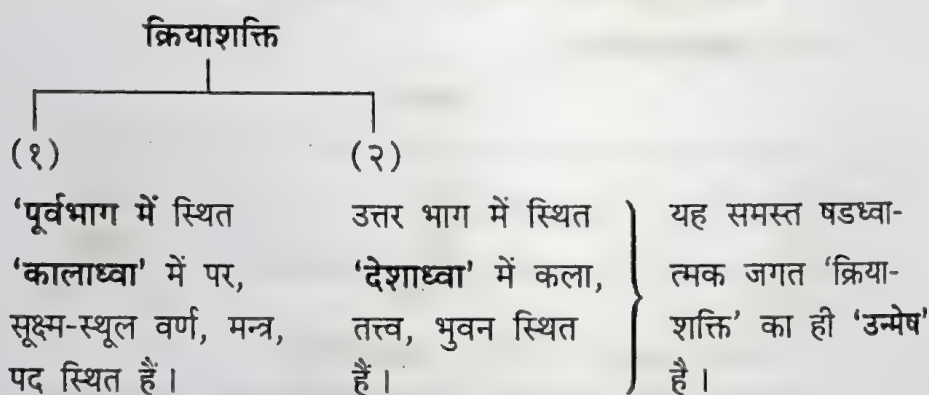 क्रियाशक्ति
(१)
'पूर्वभाग में स्थित
'कालाध्वा' में पर,
सूक्ष्म-स्थूल वर्ण, मन्त्र,
पद स्थित हैं।
(२)
उत्तर भाग में स्थित
'देशाध्वा' में कला,
तत्त्व, भुवन स्थित
हैं।
यह समस्त षडध्वा-
त्मक जगत 'क्रिया-
शक्ति' का ही 'उन्मेष'
है।